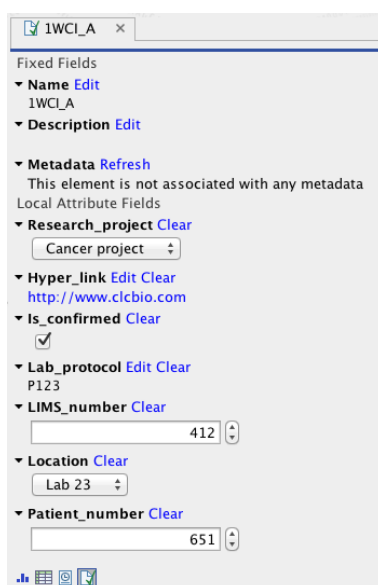 1WCI_A
Fixed Fields
Name Edit
1WCI_A
Description Edit
Metadata Refresh
This element is not associated with any metadata
Local Attribute Fields
Research_project Clear
Cancer project
Hyper_link Edit Clear
http://www.clcbio.com
Is_confirmed Clear
Lab_protocol Edit Clear
P123
LIMS_number Clear
412
Location Clear
Lab 23
Patient_number Clear
651